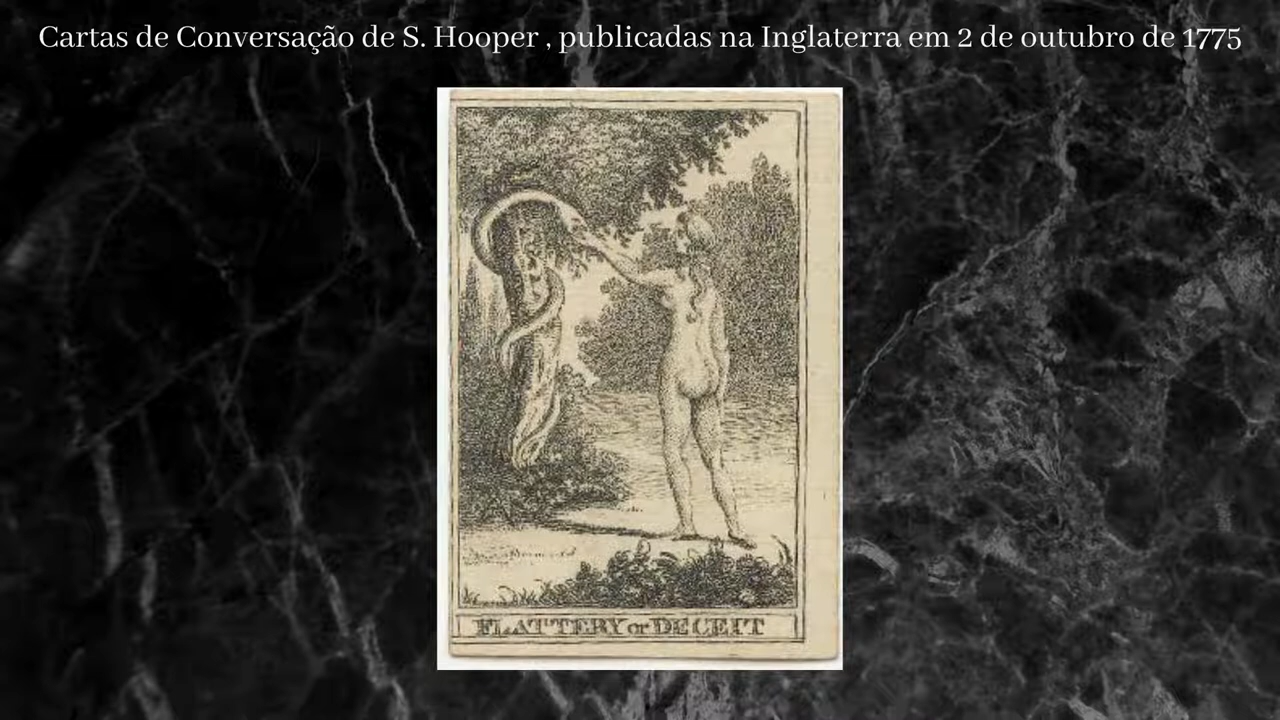 Cartas de Conversação de S. Hooper , publicadas na Inglaterra em 2 de outubro de 1775
FLATTERY or DECEIT